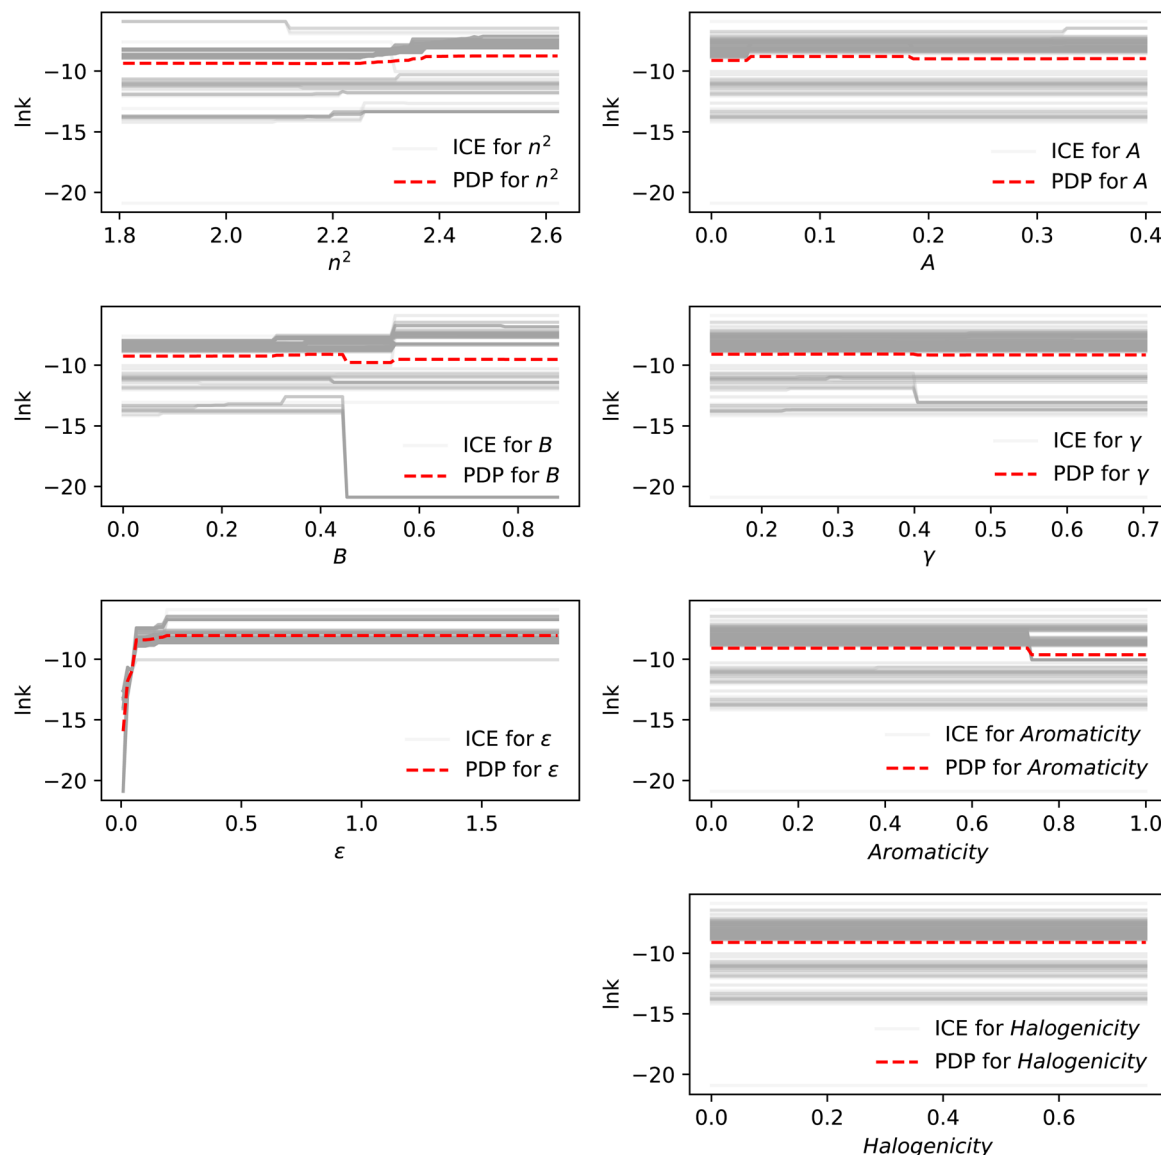 −10
−15
−20
lnk
ICE for n²
PDP for n²
1.8 2.0 2.2 2.4 2.6
n²
−10
−15
−20
lnk
ICE for A
PDP for A
0.0 0.1 0.2 0.3 0.4
A
−10
−15
−20
lnk
ICE for B
PDP for B
0.0 0.2 0.4 0.6 0.8
B
−10
−15
−20
lnk
ICE for γ
PDP for γ
0.2 0.3 0.4 0.5 0.6 0.7
γ
−10
−15
−20
lnk
ICE for ε
PDP for ε
0.0 0.5 1.0 1.5
ε
−10
−15
−20
lnk
ICE for Aromaticity
PDP for Aromaticity
0.0 0.2 0.4 0.6 0.8 1.0
Aromaticity
−10
−15
−20
lnk
ICE for Halogenicity
PDP for Halogenicity
0.0 0.2 0.4 0.6
Halogenicity